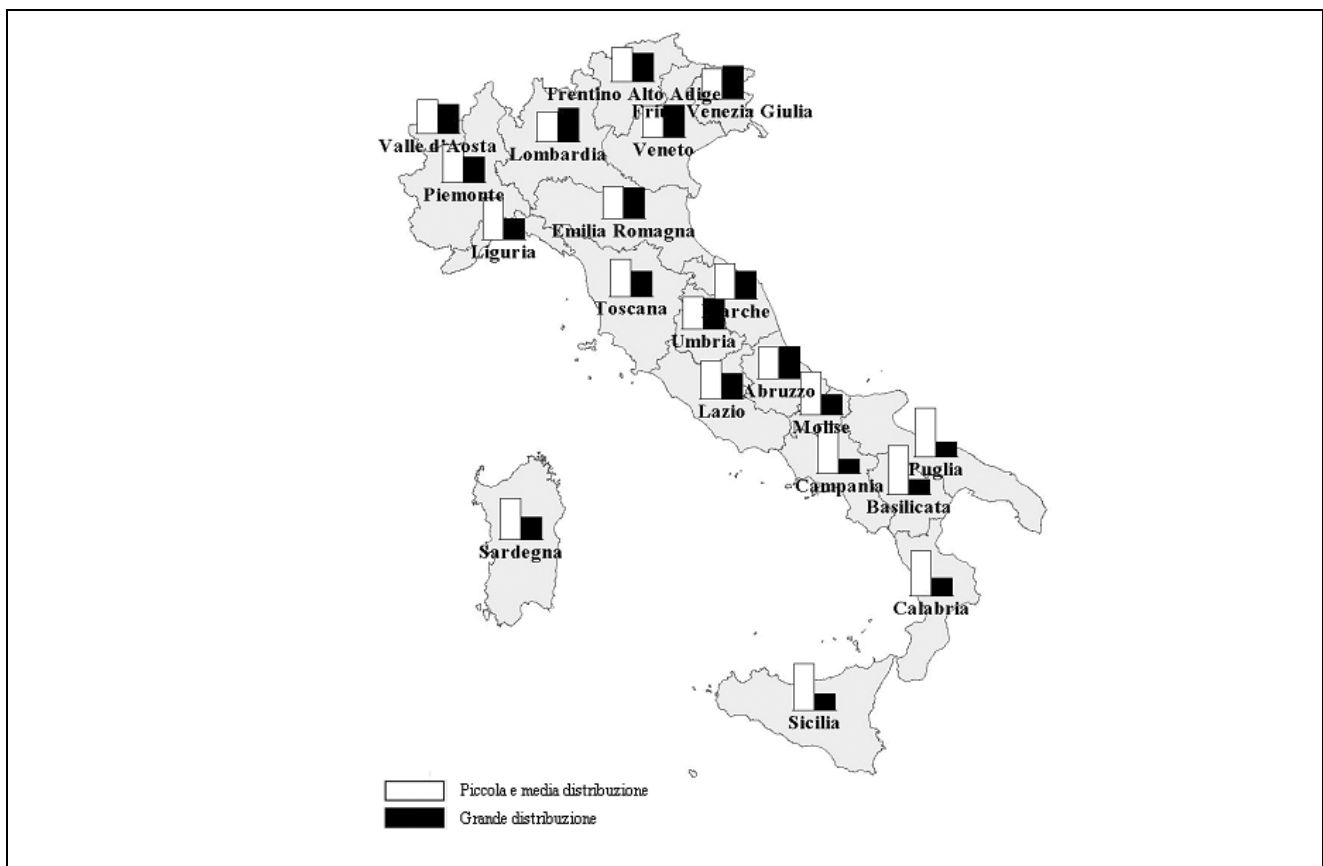 Trentino Alto Adige
Friuli Venezia Giulia
Valle d'Aosta
Lombardia
Veneto
Piemonte
Emilia Romagna
Liguria
Toscana
Marche
Umbria
Abruzzo
Lazio
Molise
Puglia
Campania
Basilicata
Sardegna
Calabria
Sicilia
Piccola e media distribuzione
Grande distribuzione